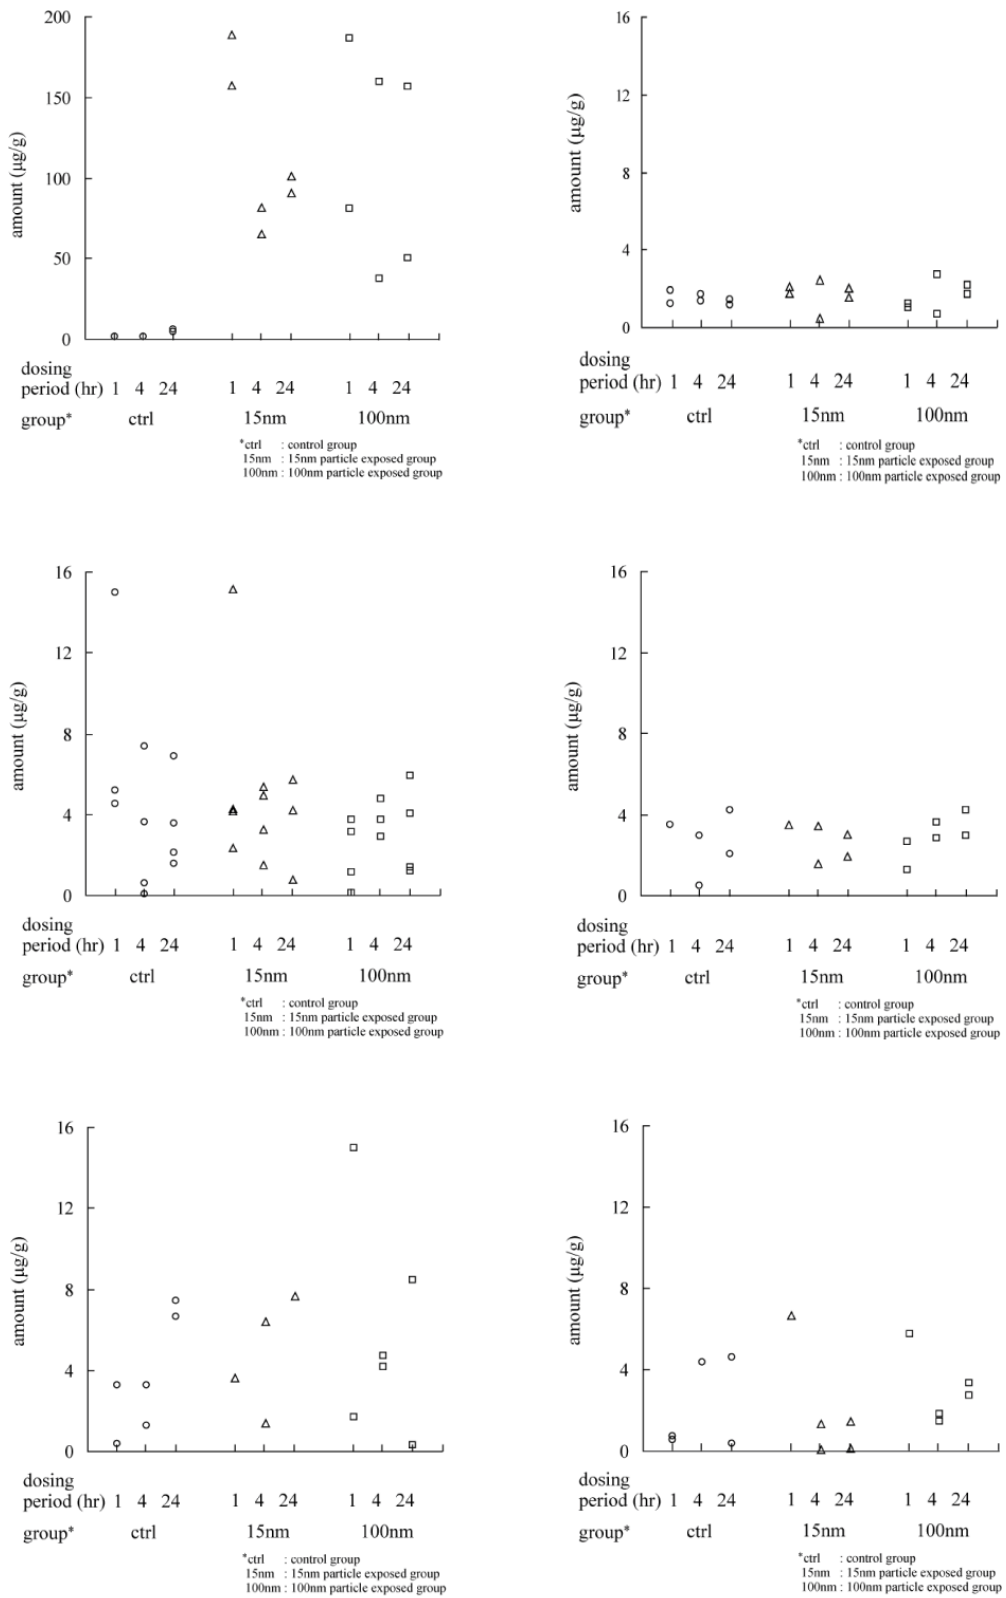 200
150
100
50
0
amount (µg/g)
dosing
period (hr) 1 4 24 1 4 24 1 4 24
group* ctrl 15nm 100nm
*ctrl : control group
15nm : 15nm particle exposed group
100nm : 100nm particle exposed group
16
12
8
4
0
amount (µg/g)
dosing
period (hr) 1 4 24 1 4 24 1 4 24
group* ctrl 15nm 100nm
*ctrl : control group
15nm : 15nm particle exposed group
100nm : 100nm particle exposed group
16
12
8
4
0
amount (µg/g)
dosing
period (hr) 1 4 24 1 4 24 1 4 24
group* ctrl 15nm 100nm
*ctrl : control group
15nm : 15nm particle exposed group
100nm : 100nm particle exposed group
16
12
8
4
0
amount (µg/g)
dosing
period (hr) 1 4 24 1 4 24 1 4 24
group* ctrl 15nm 100nm
*ctrl : control group
15nm : 15nm particle exposed group
100nm : 100nm particle exposed group
16
12
8
4
0
amount (µg/g)
dosing
period (hr) 1 4 24 1 4 24 1 4 24
group* ctrl 15nm 100nm
*ctrl : control group
15nm : 15nm particle exposed group
100nm : 100nm particle exposed group
16
12
8
4
0
amount (µg/g)
dosing
period (hr) 1 4 24 1 4 24 1 4 24
group* ctrl 15nm 100nm
*ctrl : control group
15nm : 15nm particle exposed group
100nm : 100nm particle exposed group